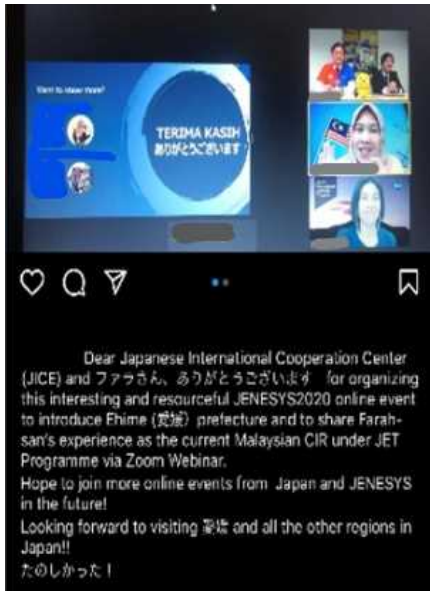 Want to know more?
TERIMA KASIH
ありがとうございます
Dear Japanese International Cooperation Center
(JICE) and ファラさん、ありがとうございます for organizing
this interesting and resourceful JENESYS2020 online event
to introduce Ehime (愛媛) prefecture and to share Farah-
san's experience as the current Malaysian CIR under JET
Programme via Zoom Webinar.
Hope to join more online events from Japan and JENESYS
in the future!
Looking forward to visiting 愛媛 and all the other regions in
Japan!!
たのしかった！